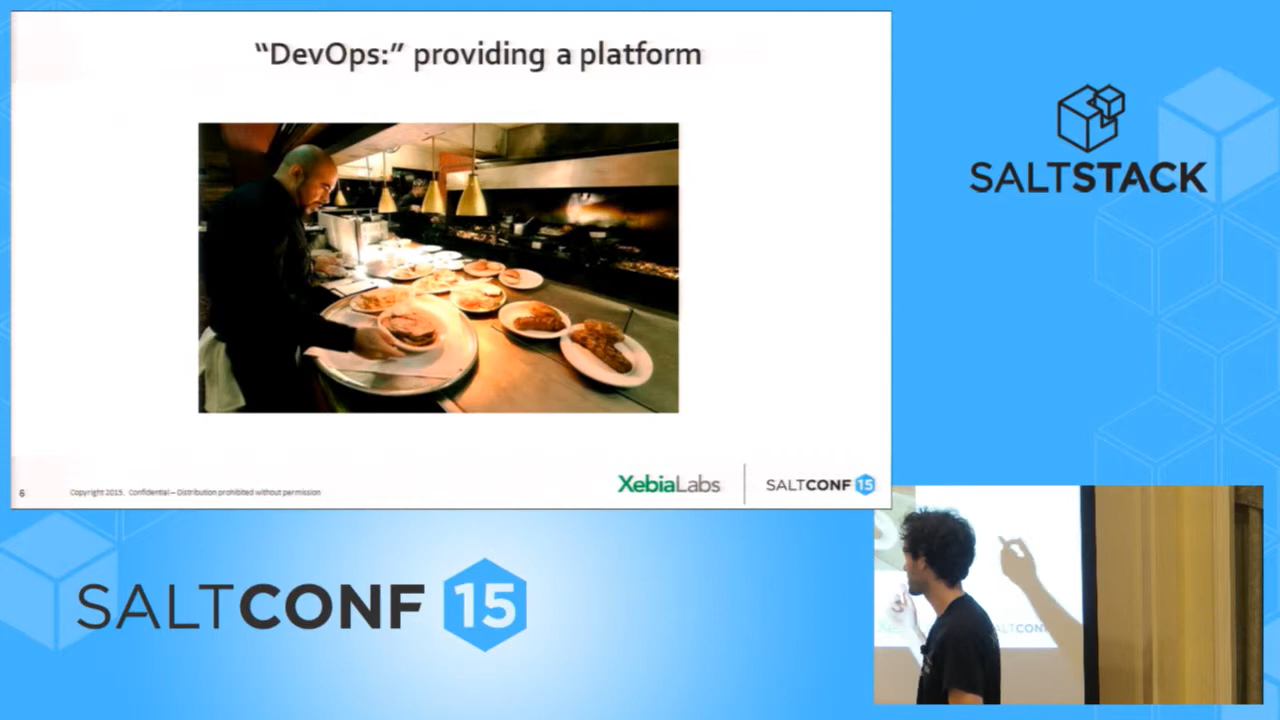 “DevOps:” providing a platform
SALTSTACK
6
Copyright 2015. Confidential – Distribution prohibited without permission
XebiaLabs
SALTCONF 15
SALTCONF 15